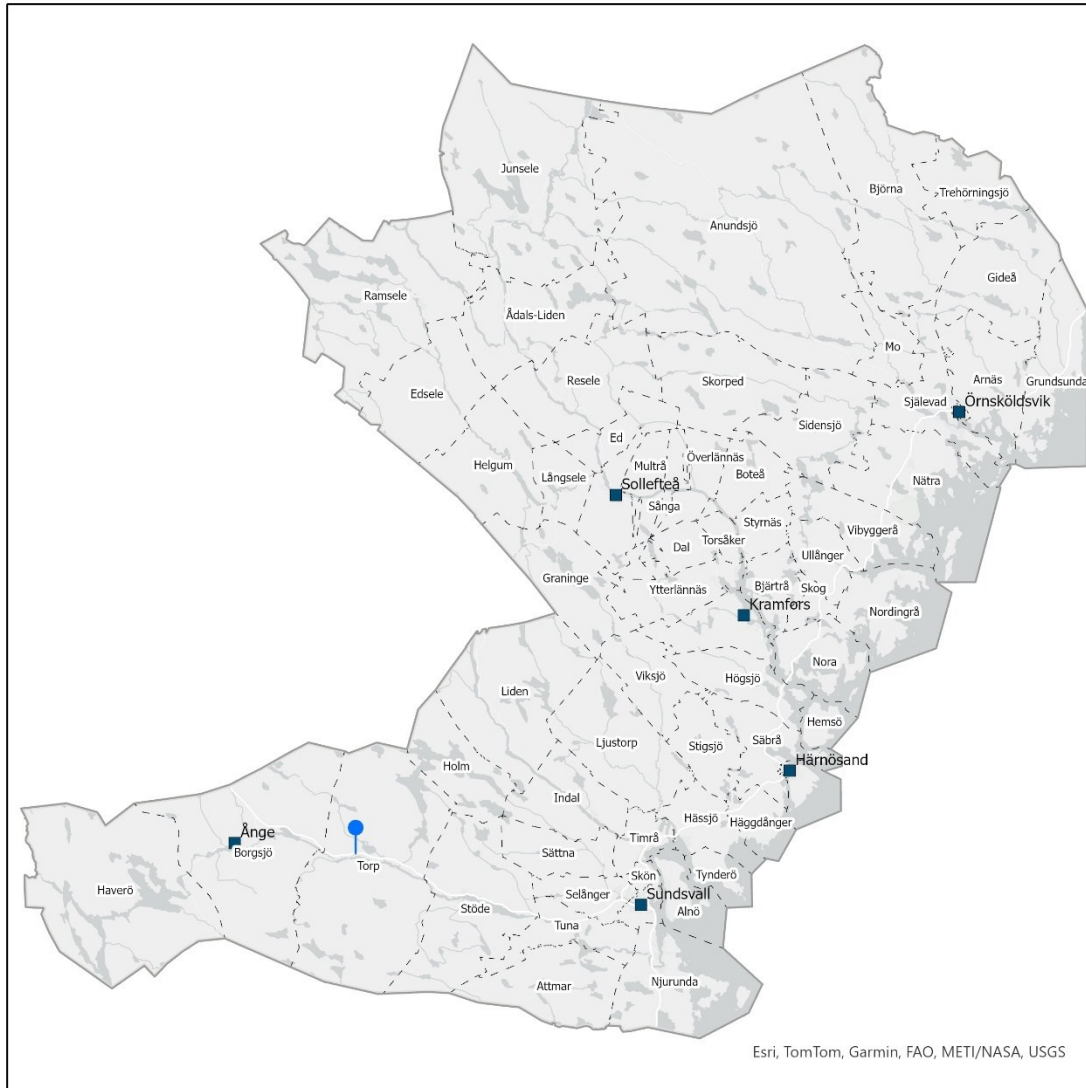 Junsele
Björna
Trehörningsjö
Anundsjö
Gideå
Ramsele
Ådals-Liden
Mo
Resele
Skorped
Arnäs
Grundsunda
Edsele
Själevad
Örnsköldsvik
Sidensjö
Ed
Överlännäs
Helgum
Multrå
Boteå
Långsele
Sollefteå
Nätra
Sånga
Styrnäs
Vibyggerå
Torsåker
Dal
Ullånger
Graninge
Ytterlännäs
Bjärtrå
Skog
Kramfors
Nordingrå
Nora
Viksjö
Högsjö
Liden
Hemsö
Ljustorp
Stigsjö
Säbrå
Härnösand
Holm
Indal
Hässjö
Häggdånger
Ånge
Timrå
Borgsjö
Sättna
Torp
Skön
Tynderö
Haverö
Selånger
Sundsvall
Stöde
Alnö
Tuna
Attmar
Njurunda
Esri, TomTom, Garmin, FAO, METI/NASA, USGS